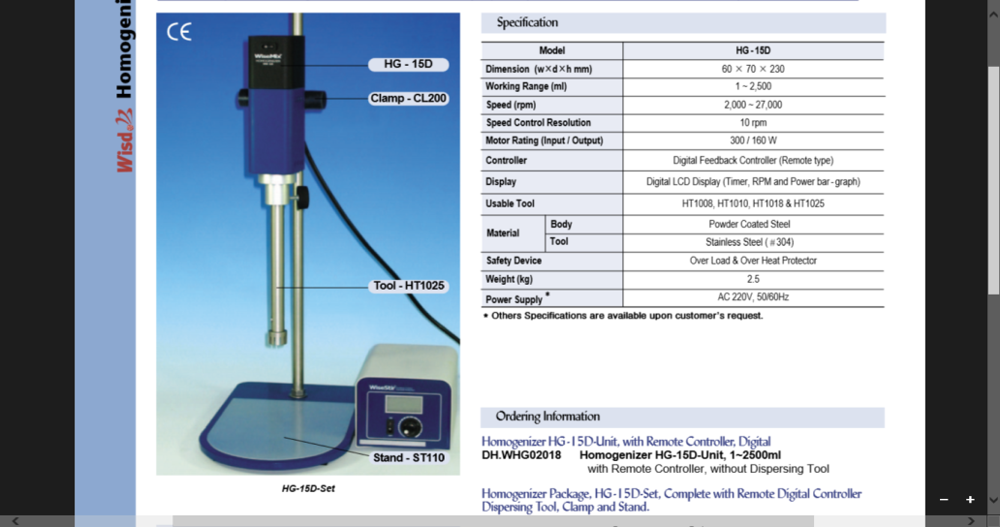 Homogeni
Wisd
CE
WiseMix
HG - 15D
Clamp - CL200
Tool - HT1025
WiseStir
Stand - ST110
HG-15D-Set
Specification
Model HG - 15D
Dimension (w×d×h mm) 60 × 70 × 230
Working Range (ml) 1 ~ 2,500
Speed (rpm) 2,000 ~ 27,000
Speed Control Resolution 10 rpm
Motor Rating (Input / Output) 300 / 160 W
Controller Digital Feedback Controller (Remote type)
Display Digital LCD Display (Timer, RPM and Power bar - graph)
Usable Tool HT1008, HT1010, HT1018 & HT1025
Material Body Powder Coated Steel
Tool Stainless Steel ( #304)
Safety Device Over Load & Over Heat Protector
Weight (kg) 2.5
Power Supply * AC 220V, 50/60Hz
* Others Specifications are available upon customer's request.
Ordering Information
Homogenizer HG-15D-Unit, with Remote Controller, Digital
DH.WHG02018 Homogenizer HG-15D-Unit, 1~2500ml
with Remote Controller, without Dispersing Tool
Homogenizer Package, HG-15D-Set, Complete with Remote Digital Controller
Dispersing Tool, Clamp and Stand.